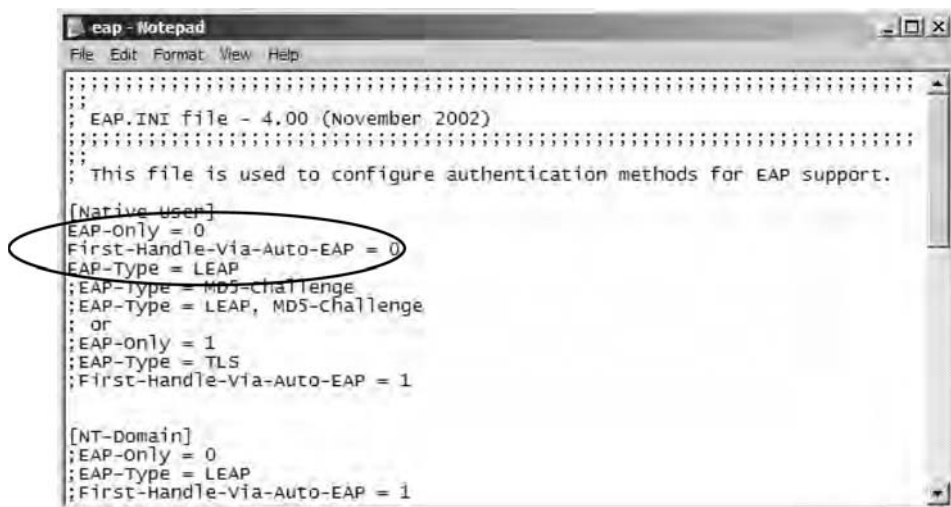 eap - Notepad
File Edit Format View Help
;;;;;;;;;;;;;;;;;;;;;;;;;;;;;;;;;;;;;;;;;;;;;;;;;;;;;;;;;;;;;;;;;;;;;;;;;;
;;
; EAP.INI file - 4.00 (November 2002)
;;;;;;;;;;;;;;;;;;;;;;;;;;;;;;;;;;;;;;;;;;;;;;;;;;;;;;;;;;;;;;;;;;;;;;;;;;
;;
; This file is used to configure authentication methods for EAP support.
[Native-User]
EAP-Only = 0
First-Handle-Via-Auto-EAP = 0
EAP-Type = LEAP
;EAP-Type = MD5-Challenge
;EAP-Type = LEAP, MD5-Challenge
; or
;EAP-Only = 1
;EAP-Type = TLS
;First-Handle-Via-Auto-EAP = 1
[NT-Domain]
;EAP-Only = 0
;EAP-Type = LEAP
;First-Handle-Via-Auto-EAP = 1